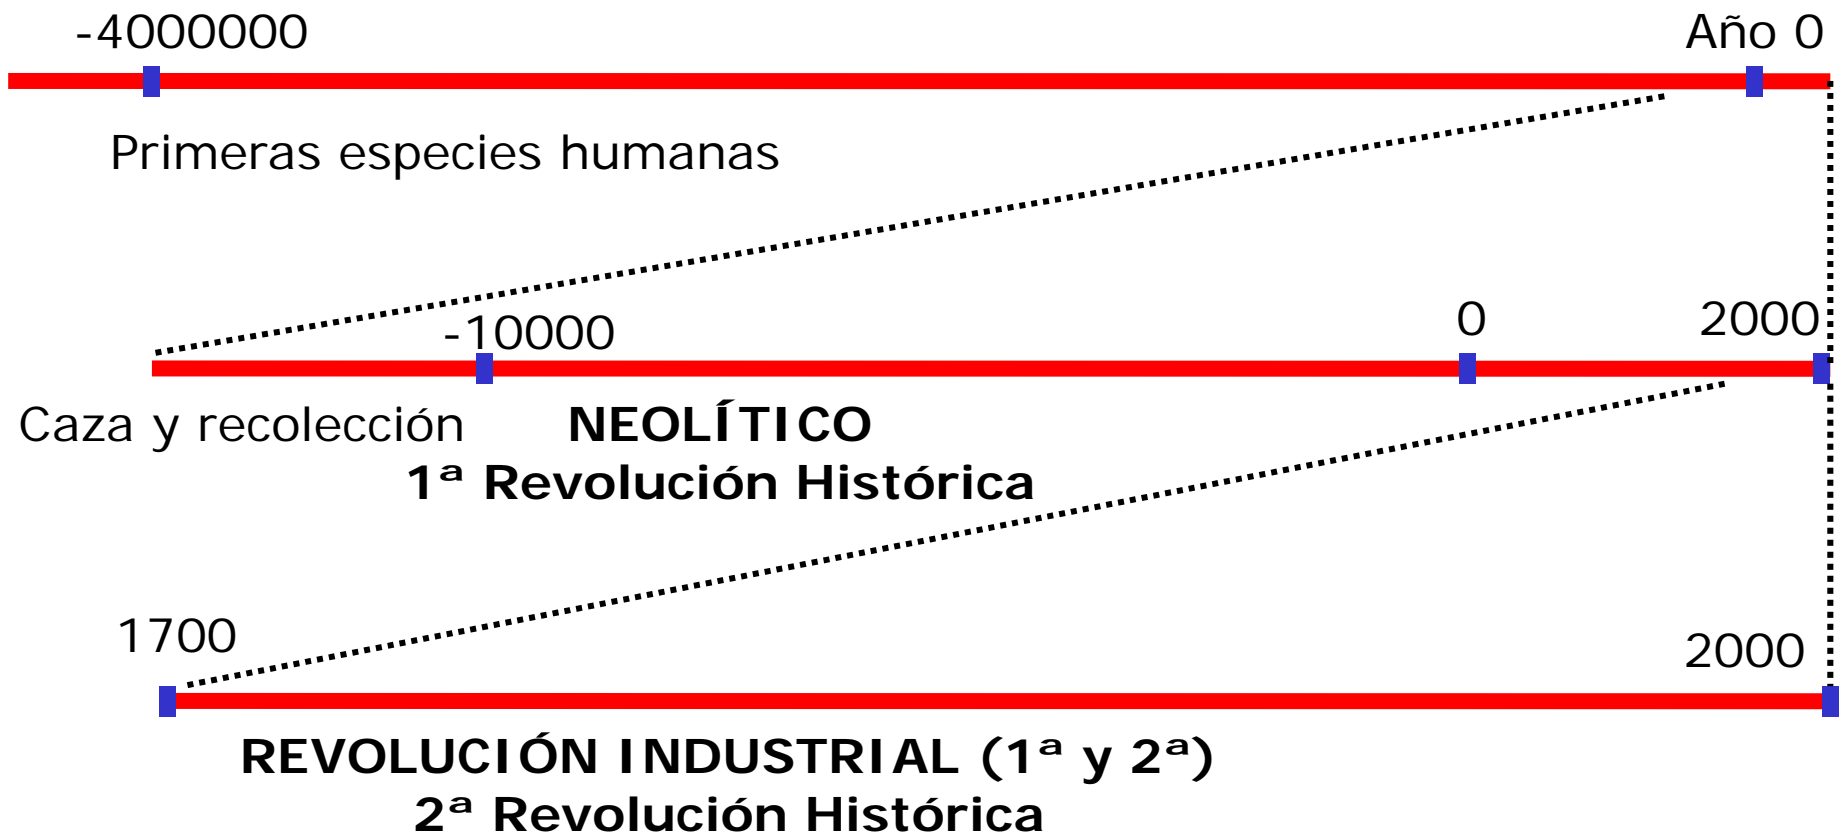 -4000000 Año 0
Primeras especies humanas
-10000 0 2000
Caza y recolección NEOLÍTICO
1ª Revolución Histórica
1700 2000
REVOLUCIÓN INDUSTRIAL (1ª y 2ª)
2ª Revolución Histórica